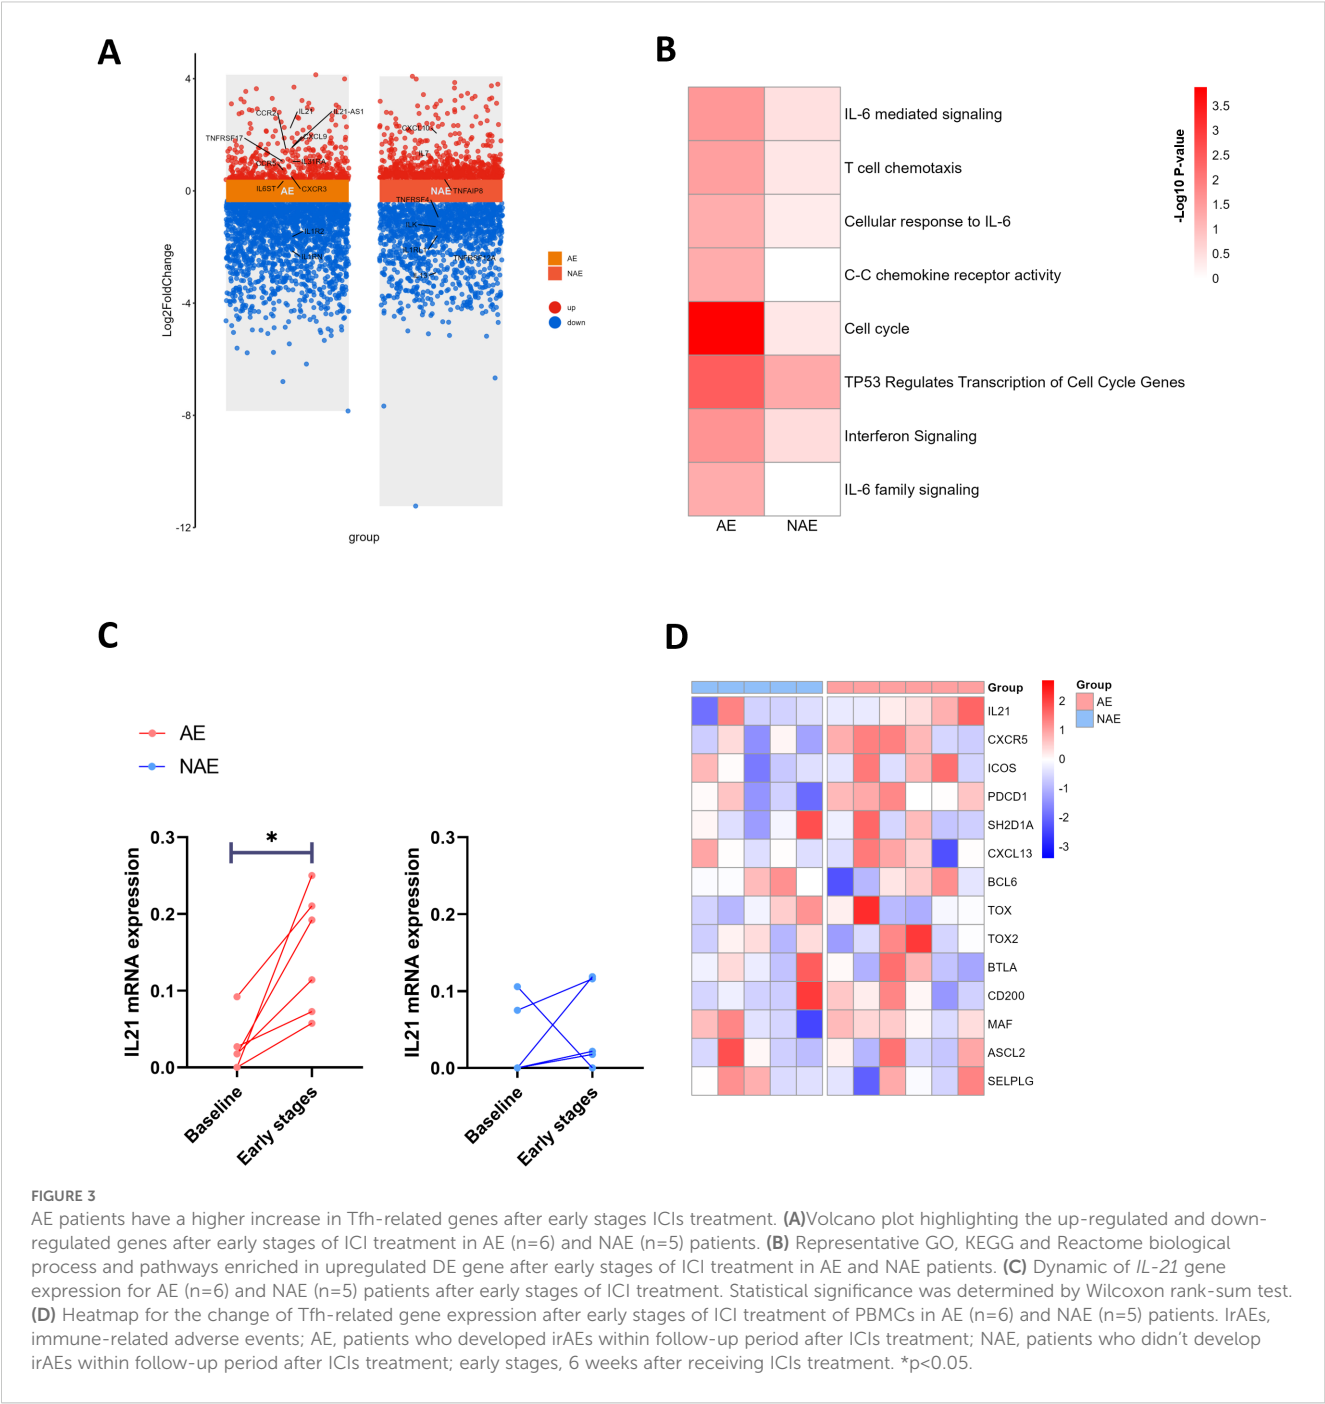 A
4
0
-4
-8
-12
Log2FoldChange
group
CCR2
IL21
IL21-AS1
TNFRSF17
CXCL9
CCR5
IL31RA
IL6ST
AE
CXCR3
IL1R2
IL1RN
CXCL10
IL7
NAE
TNFAIP8
TNFRSF4
AE
NAE
up
down
B
IL-6 mediated signaling
T cell chemotaxis
Cellular response to IL-6
C-C chemokine receptor activity
Cell cycle
TP53 Regulates Transcription of Cell Cycle Genes
Interferon Signaling
IL-6 family signaling
AE NAE
-Log10 P-value
3.5
3
2.5
2
1.5
1
0.5
0
C
AE
NAE
IL21 mRNA expression
0.3
0.2
0.1
0.0
*
Baseline
Early stages
IL21 mRNA expression
0.3
0.2
0.1
0.0
Baseline
Early stages
D
Group
IL21
CXCR5
ICOS
PDCD1
SH2D1A
CXCL13
BCL6
TOX
TOX2
BTLA
CD200
MAF
ASCL2
SELPLG
2
1
0
-1
-2
-3
Group
AE
NAE
FIGURE 3
AE patients have a higher increase in Tfh-related genes after early stages ICIs treatment. (A)Volcano plot highlighting the up-regulated and down-
regulated genes after early stages of ICI treatment in AE (n=6) and NAE (n=5) patients. (B) Representative GO, KEGG and Reactome biological
process and pathways enriched in upregulated DE gene after early stages of ICI treatment in AE and NAE patients. (C) Dynamic of IL-21 gene
expression for AE (n=6) and NAE (n=5) patients after early stages of ICI treatment. Statistical significance was determined by Wilcoxon rank-sum test.
(D) Heatmap for the change of Tfh-related gene expression after early stages of ICI treatment of PBMCs in AE (n=6) and NAE (n=5) patients. IrAEs,
immune-related adverse events; AE, patients who developed irAEs within follow-up period after ICIs treatment; NAE, patients who didn't develop
irAEs within follow-up period after ICIs treatment; early stages, 6 weeks after receiving ICIs treatment. *p<0.05.